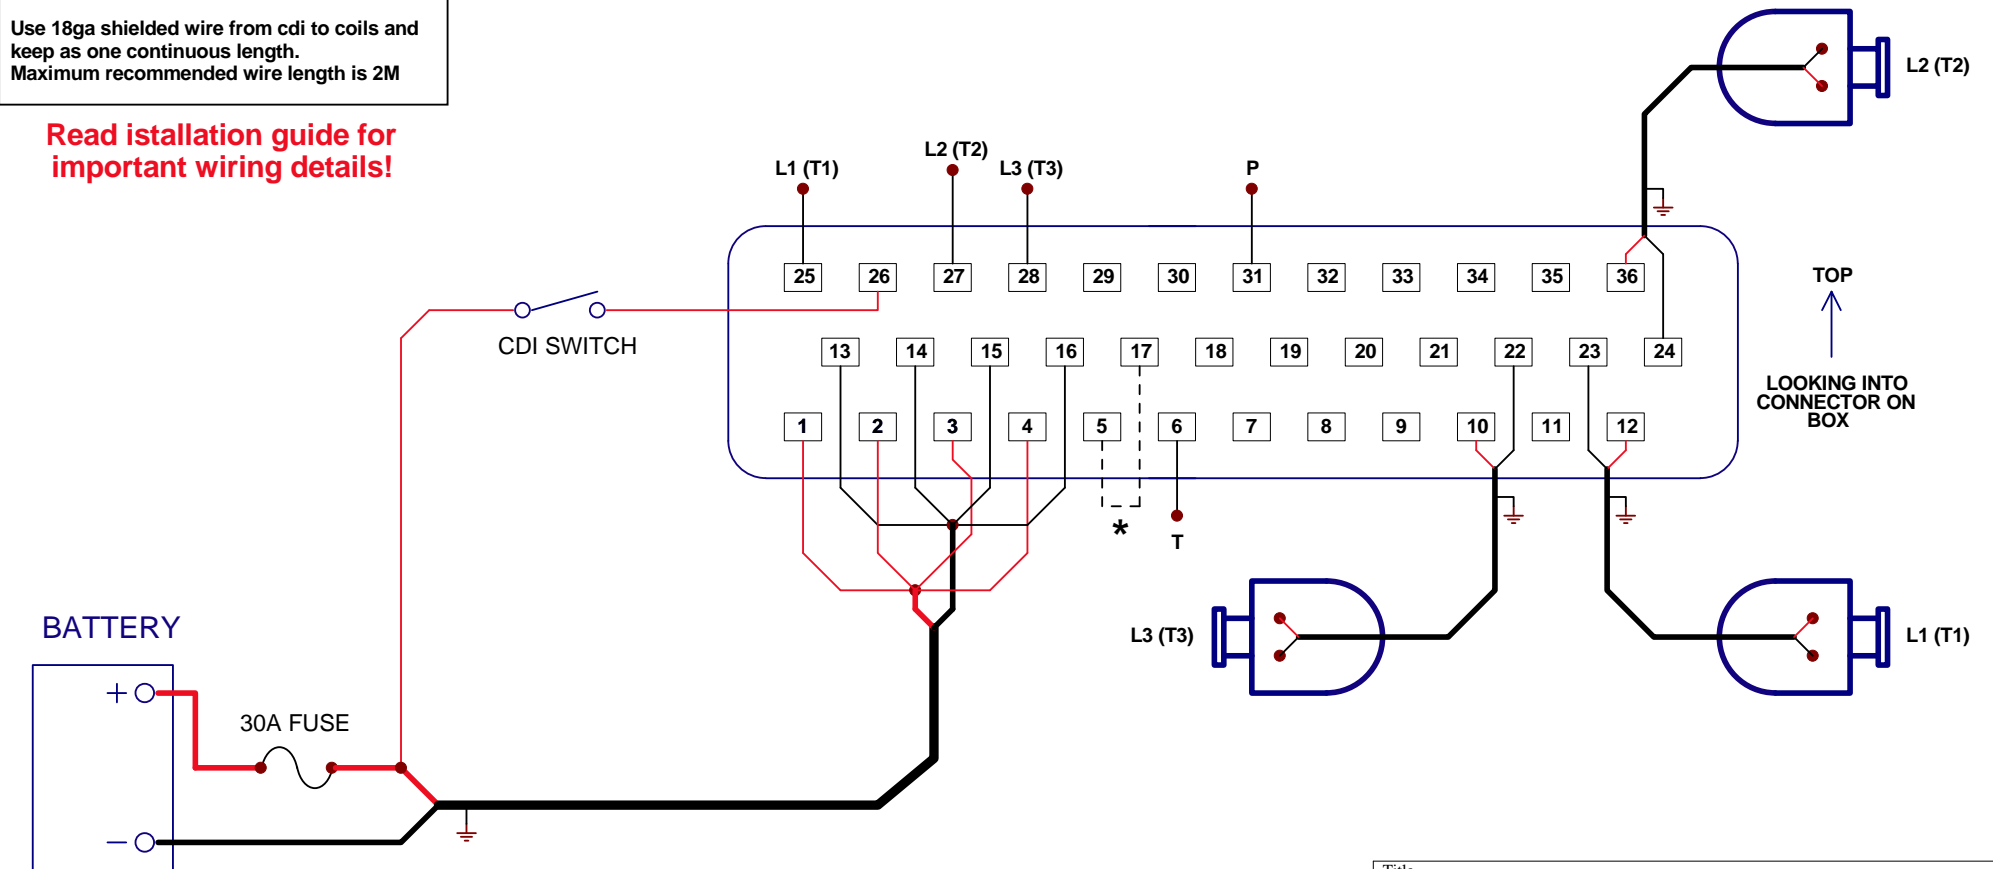 Use 18ga shielded wire from cdi to coils and
keep as one continuous length.
Maximum recommended wire length is 2M
Read istallation guide for
important wiring details!
L2 (T2)
L1 (T1)
L2 (T2)
L3 (T3)
P
25 26 27 28 29 30 31 32 33 34 35 36
TOP
CDI SWITCH
13 14 15 16 17 18 19 20 21 22 23 24
LOOKING INTO
CONNECTOR ON
BOX
1 2 3 4 5 6 7 8 9 10 11 12
*
T
BATTERY
L3 (T3)
L1 (T1)
+
30A FUSE
−
Title